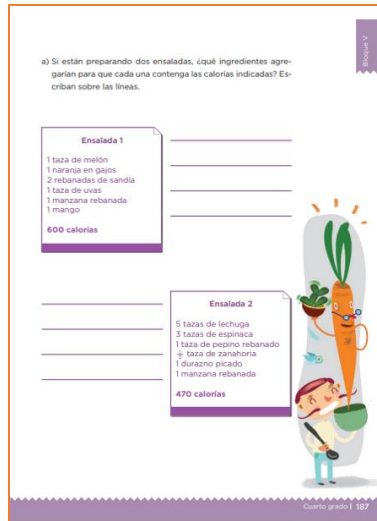 Bloque V
a) Si están preparando dos ensaladas, ¿qué ingredientes agre-
garían para que cada una contenga las calorías indicadas? Es-
criban sobre las líneas.
Ensalada 1
1 taza de melón
1 naranja en gajos
2 rebanadas de sandía
1 taza de uvas
1 manzana rebanada
1 mango
600 calorías
Ensalada 2
5 tazas de lechuga
3 tazas de espinaca
1 taza de pepino rebanado
taza de zanahoria
1 durazno picado
1 manzana rebanada
470 calorías
Cuarto grado | 187